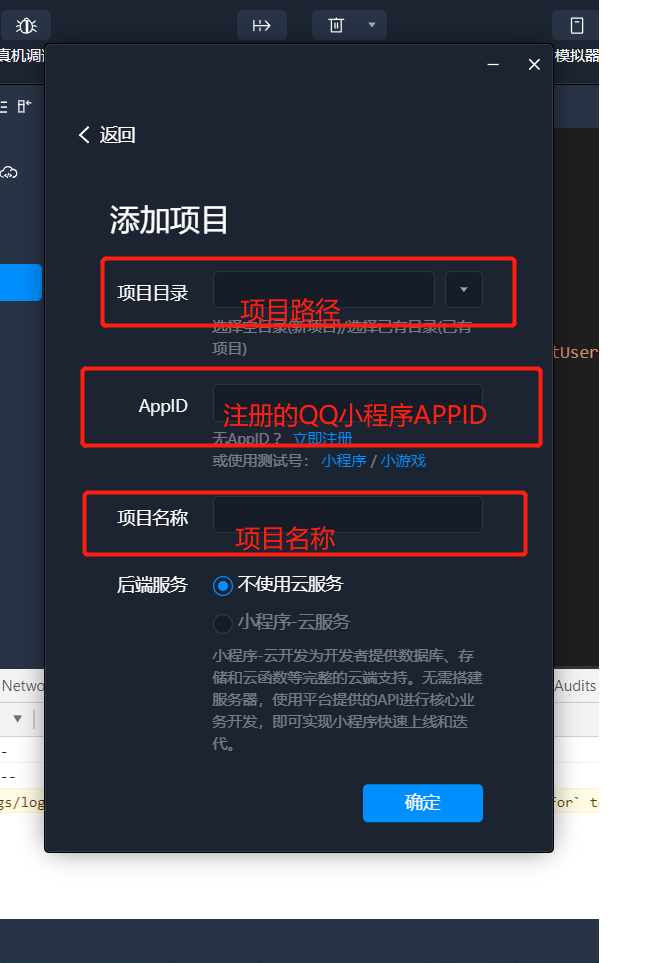 真机调
模拟器
返回
添加项目
项目目录
项目路径
选择空目录(新项目)/选择已有目录(已有
项目)
AppID
注册的QQ小程序APPID
无AppID？ 立即注册
或使用测试号： 小程序 / 小游戏
项目名称
项目名称
后端服务
不使用云服务
小程序-云服务
小程序-云开发为开发者提供数据库、存
储和云函数等完整的云端支持。无需搭建
服务器，使用平台提供的API进行核心业
务开发，即可实现小程序快速上线和迭
代。
确定
tUser
Netwo
Audits
-
--
gs/log
for` t